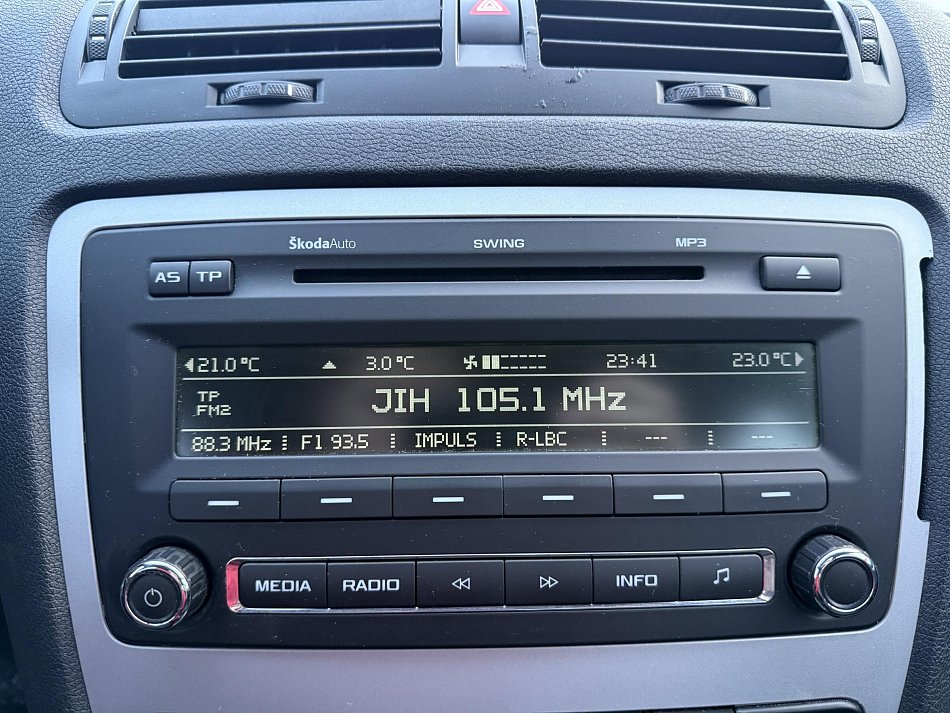 ŠkodaAuto SWING MP3
AS TP
21.0°C 3.0°C 23:41 23.0°C
TP
FM2
JIH 105.1 MHz
88.3 MHz F1 93.5 IMPULS R-LBC --- ---
MEDIA RADIO INFO